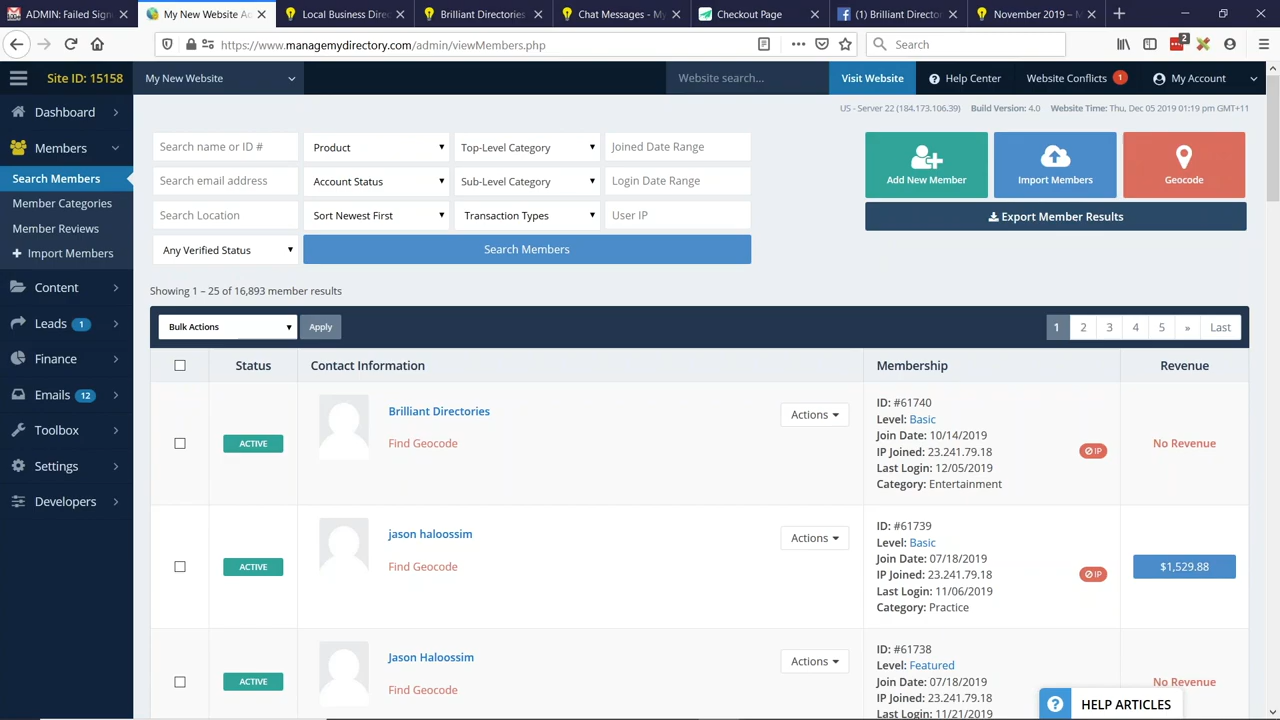 ADMIN: Failed Sign
My New Website Ad
Local Business Dire
Brilliant Directories
Chat Messages - My
Checkout Page
(1) Brilliant Director
November 2019 – M
https://www.managemydirectory.com/admin/viewMembers.php
Search
2
Site ID: 15158
My New Website
Website search...
Visit Website
Help Center
Website Conflicts 1
My Account
US - Server 22 (184.173.106.39) Build Version: 4.0 Website Time: Thu, Dec 05 2019 01:19 pm GMT+11
Dashboard
Members
Search Members
Member Categories
Member Reviews
Import Members
Content
Leads 1
Finance
Emails 12
Toolbox
Settings
Developers
Search name or ID #
Product
Top-Level Category
Joined Date Range
Search email address
Account Status
Sub-Level Category
Login Date Range
Search Location
Sort Newest First
Transaction Types
User IP
Any Verified Status
Search Members
Add New Member
Import Members
Geocode
Export Member Results
Showing 1 – 25 of 16,893 member results
Bulk Actions
Apply
1 2 3 4 5 » Last
Status
Contact Information
Membership
Revenue
ACTIVE
Brilliant Directories
Find Geocode
Actions
ID: #61740
Level: Basic
Join Date: 10/14/2019
IP Joined: 23.241.79.18
Last Login: 12/05/2019
Category: Entertainment
IP
No Revenue
ACTIVE
jason haloossim
Find Geocode
Actions
ID: #61739
Level: Basic
Join Date: 07/18/2019
IP Joined: 23.241.79.18
Last Login: 11/06/2019
Category: Practice
IP
$1,529.88
ACTIVE
Jason Haloossim
Find Geocode
Actions
ID: #61738
Level: Featured
Join Date: 07/18/2019
IP Joined: 23.241.79.18
Last Login: 11/21/2019
No Revenue
HELP ARTICLES